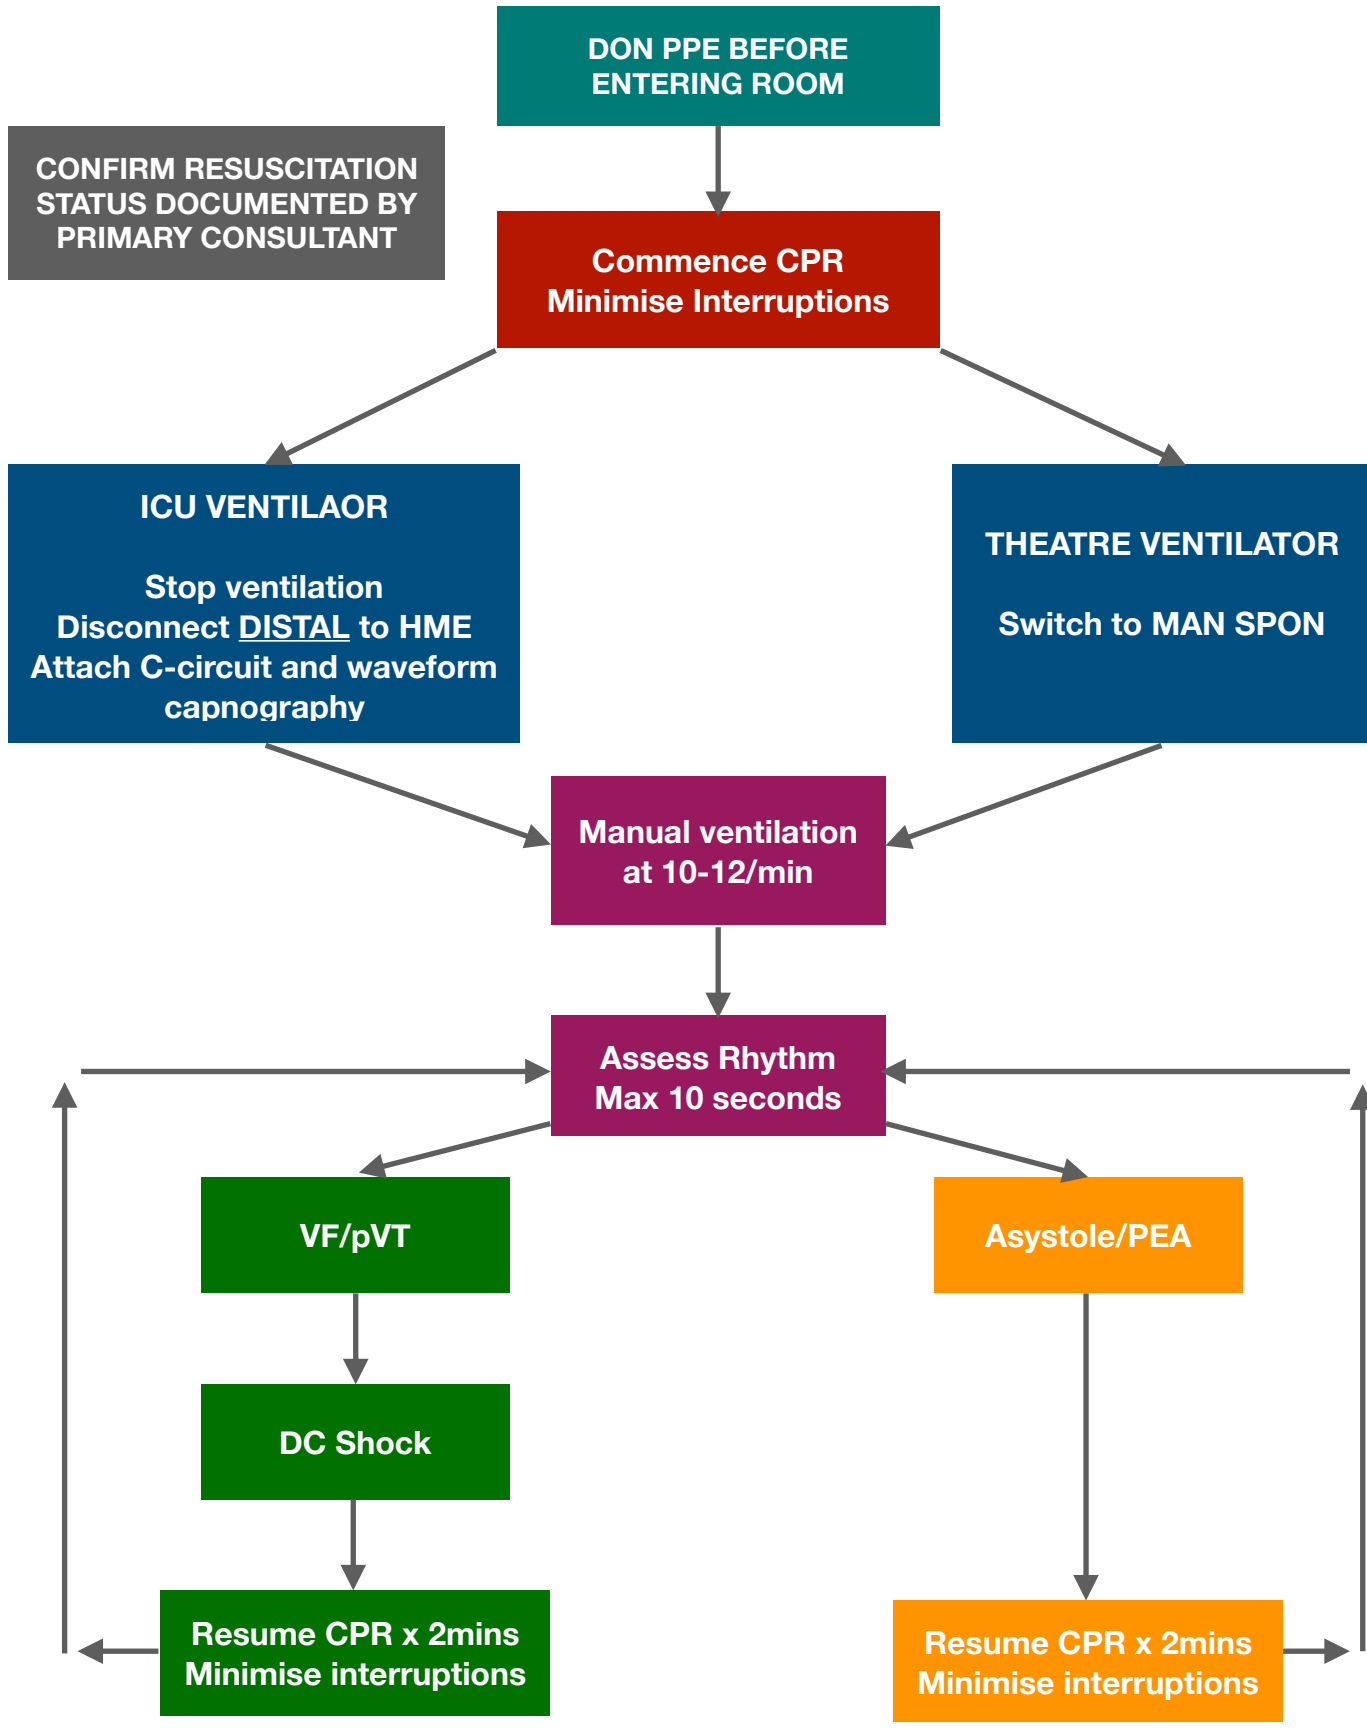 DON PPE BEFORE
ENTERING ROOM
CONFIRM RESUSCITATION
STATUS DOCUMENTED BY
PRIMARY CONSULTANT
Commence CPR
Minimise Interruptions
ICU VENTILAOR
Stop ventilation
Disconnect DISTAL to HME
Attach C-circuit and waveform
capnography
THEATRE VENTILATOR
Switch to MAN SPON
Manual ventilation
at 10-12/min
Assess Rhythm
Max 10 seconds
VF/pVT
Asystole/PEA
DC Shock
Resume CPR x 2mins
Minimise interruptions
Resume CPR x 2mins
Minimise interruptions